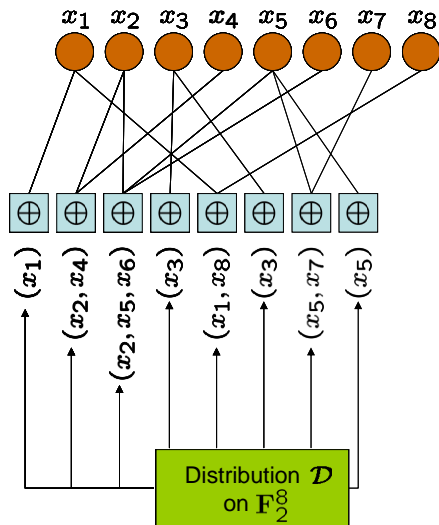 x₁ x₂ x₃ x₄ x₅ x₆ x₇ x₈
⊕ ⊕ ⊕ ⊕ ⊕ ⊕ ⊕ ⊕
(x₁)
(x₂, x₄)
(x₂, x₅, x₆)
(x₃)
(x₁, x₈)
(x₃)
(x₅, x₇)
(x₅)
Distribution 𝓓
on 𝐅₂⁸